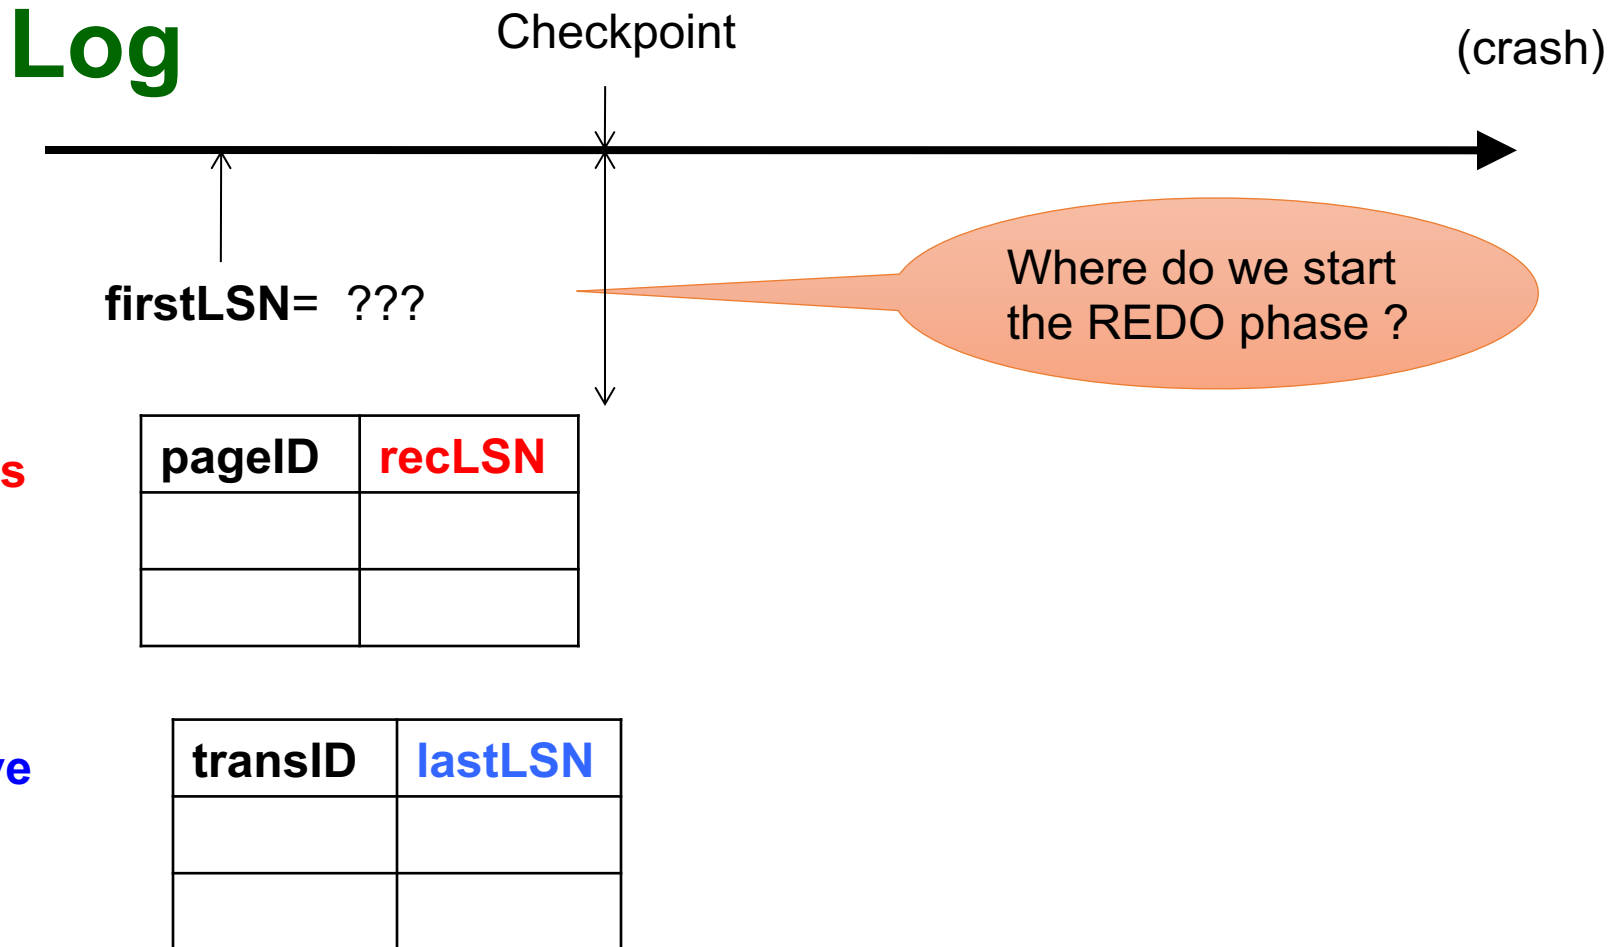 Log
Checkpoint
(crash)
firstLSN= ???
Where do we start
the REDO phase ?
s
pageID recLSN
ve
transID lastLSN